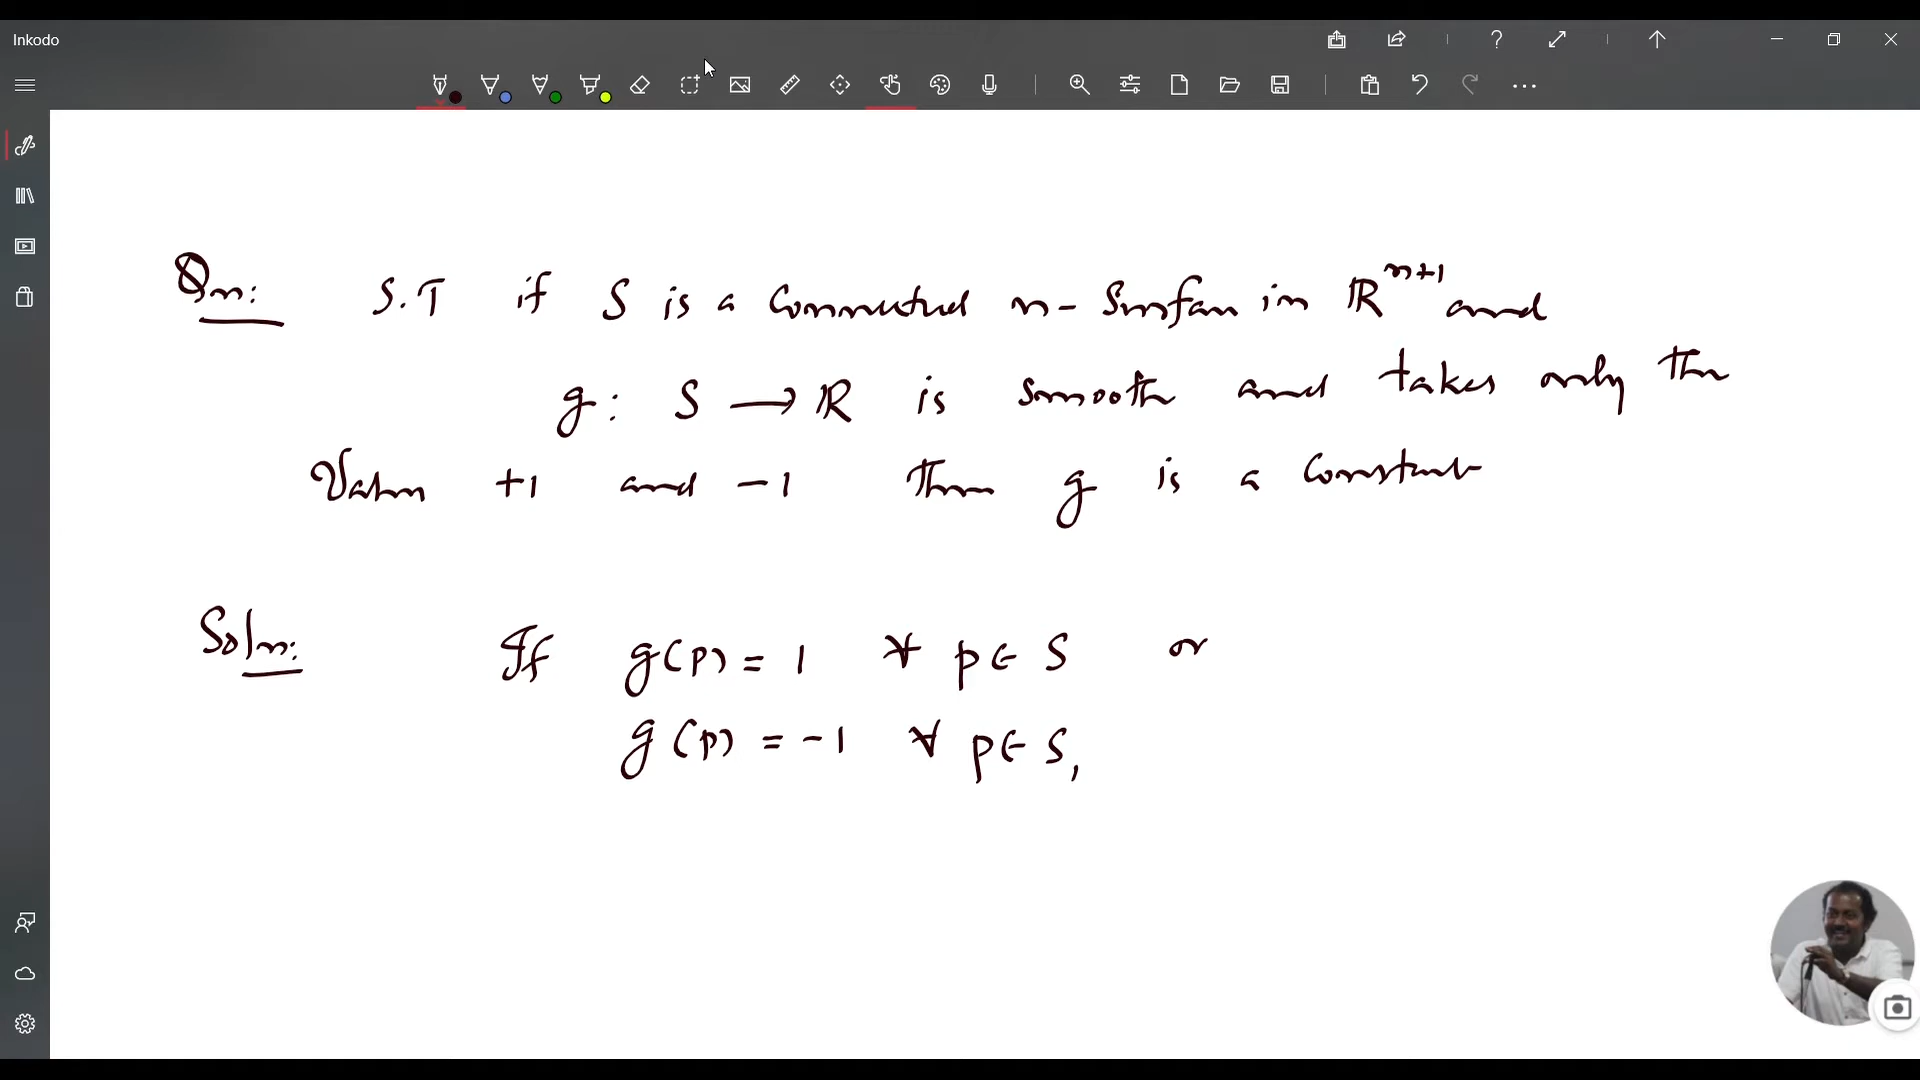 Inkodo
Qn: S.T if S is a connected n-surface in ℝⁿ⁺¹ and
g: S → ℝ is smooth and takes only the
Values +1 and -1 then g is a constant
Soln: If g(p) = 1 ∀ p ∈ S or
g(p) = -1 ∀ p ∈ S,